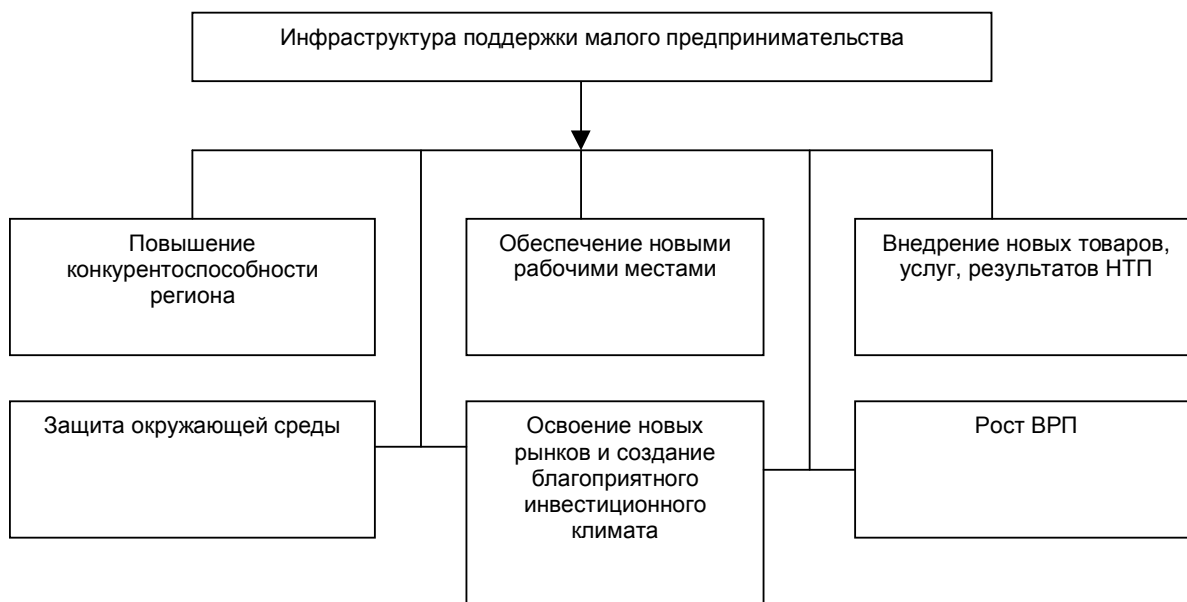 Инфраструктура поддержки малого предпринимательства
Повышение
конкурентоспособности
региона
Обеспечение новыми
рабочими местами
Внедрение новых товаров,
услуг, результатов НТП
Защита окружающей среды
Освоение новых
рынков и создание
благоприятного
инвестиционного
климата
Рост ВРП